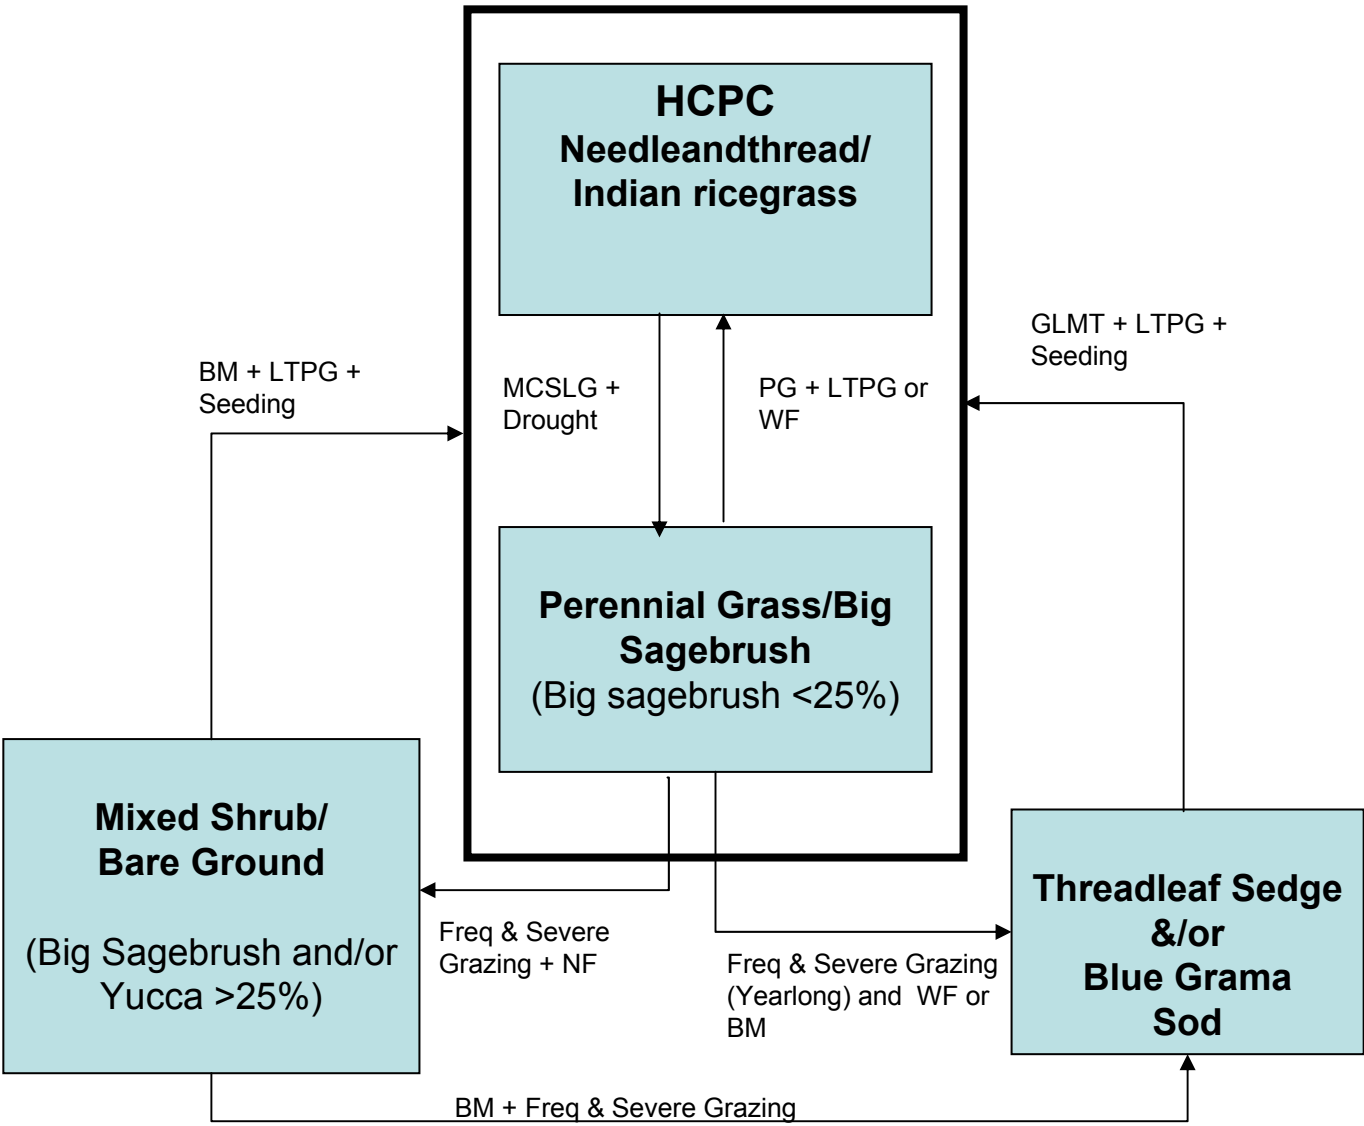 HCPC
Needleandthread/
Indian ricegrass
GLMT + LTPG +
Seeding
BM + LTPG +
Seeding
MCSLG +
Drought
PG + LTPG or
WF
Perennial Grass/Big
Sagebrush
(Big sagebrush <25%)
Mixed Shrub/
Bare Ground
(Big Sagebrush and/or
Yucca >25%)
Threadleaf Sedge
&/or
Blue Grama
Sod
Freq & Severe
Grazing + NF
Freq & Severe Grazing
(Yearlong) and WF or
BM
BM + Freq & Severe Grazing